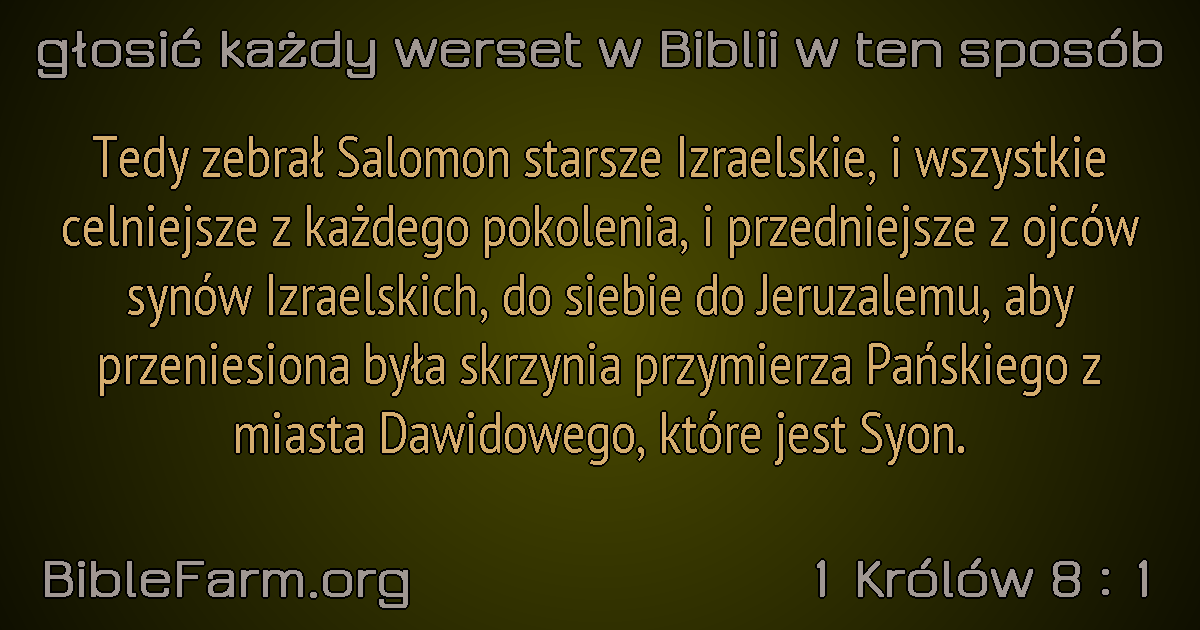 głosić każdy werset w Biblii w ten sposób
Tedy zebrał Salomon starsze Izraelskie, i wszystkie
celniejsze z każdego pokolenia, i przedniejsze z ojców
synów Izraelskich, do siebie do Jeruzalemu, aby
przeniesiona była skrzynia przymierza Pańskiego z
miasta Dawidowego, które jest Syon.
BibleFarm.org
1 Królów 8 : 1